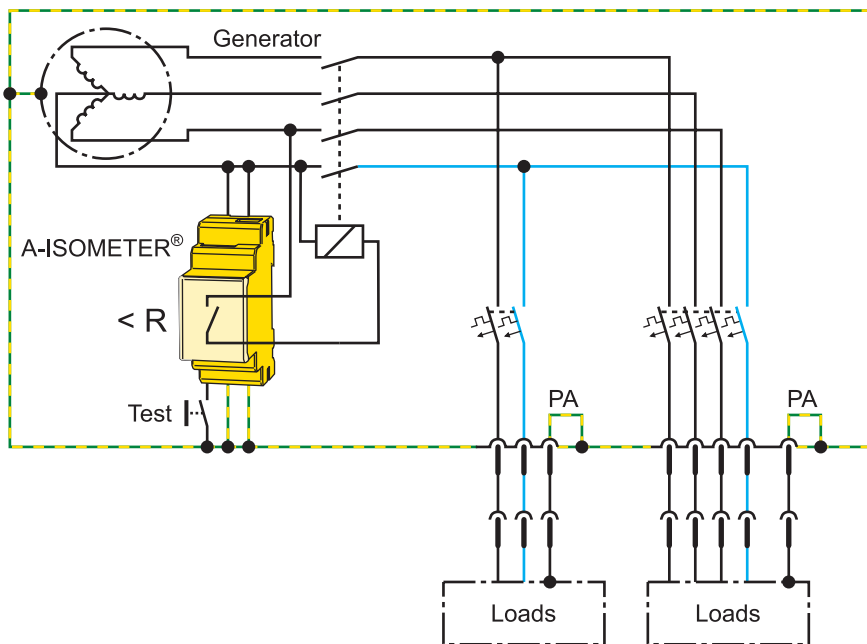 Generator
A-ISOMETER®
< R
Test
PA
PA
Loads
Loads